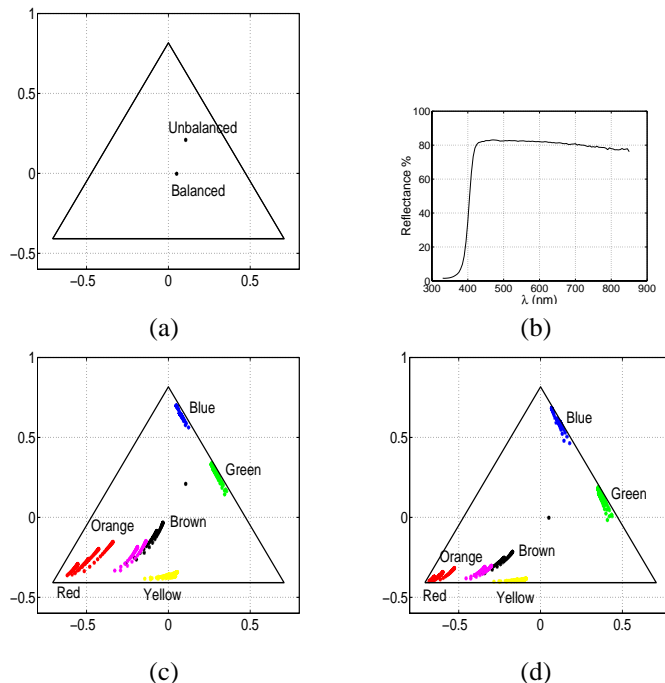 1
0.5
0
−0.5
−0.5 0 0.5
Unbalanced
Balanced
(a)
100
80
60
40
20
0
300 400 500 600 700 800 900
Reflectance %
λ (nm)
(b)
1
0.5
0
−0.5
−0.5 0 0.5
Blue
Green
Orange
Brown
Red
Yellow
(c)
1
0.5
0
−0.5
−0.5 0 0.5
Blue
Green
Orange
Brown
Red
Yellow
(d)